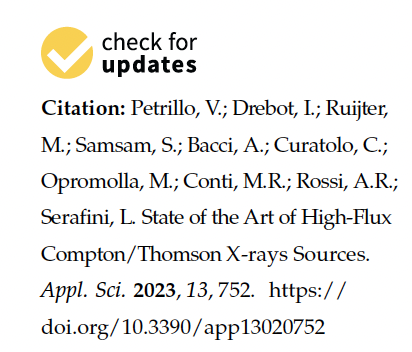 check for
updates
Citation: Petrillo, V.; Drebot, I.; Ruijter,
M.; Samsam, S.; Bacci, A.; Curatolo, C.;
Opromolla, M.; Conti, M.R.; Rossi, A.R.;
Serafini, L. State of the Art of High-Flux
Compton/Thomson X-rays Sources.
Appl. Sci. 2023, 13, 752. https://
doi.org/10.3390/app13020752